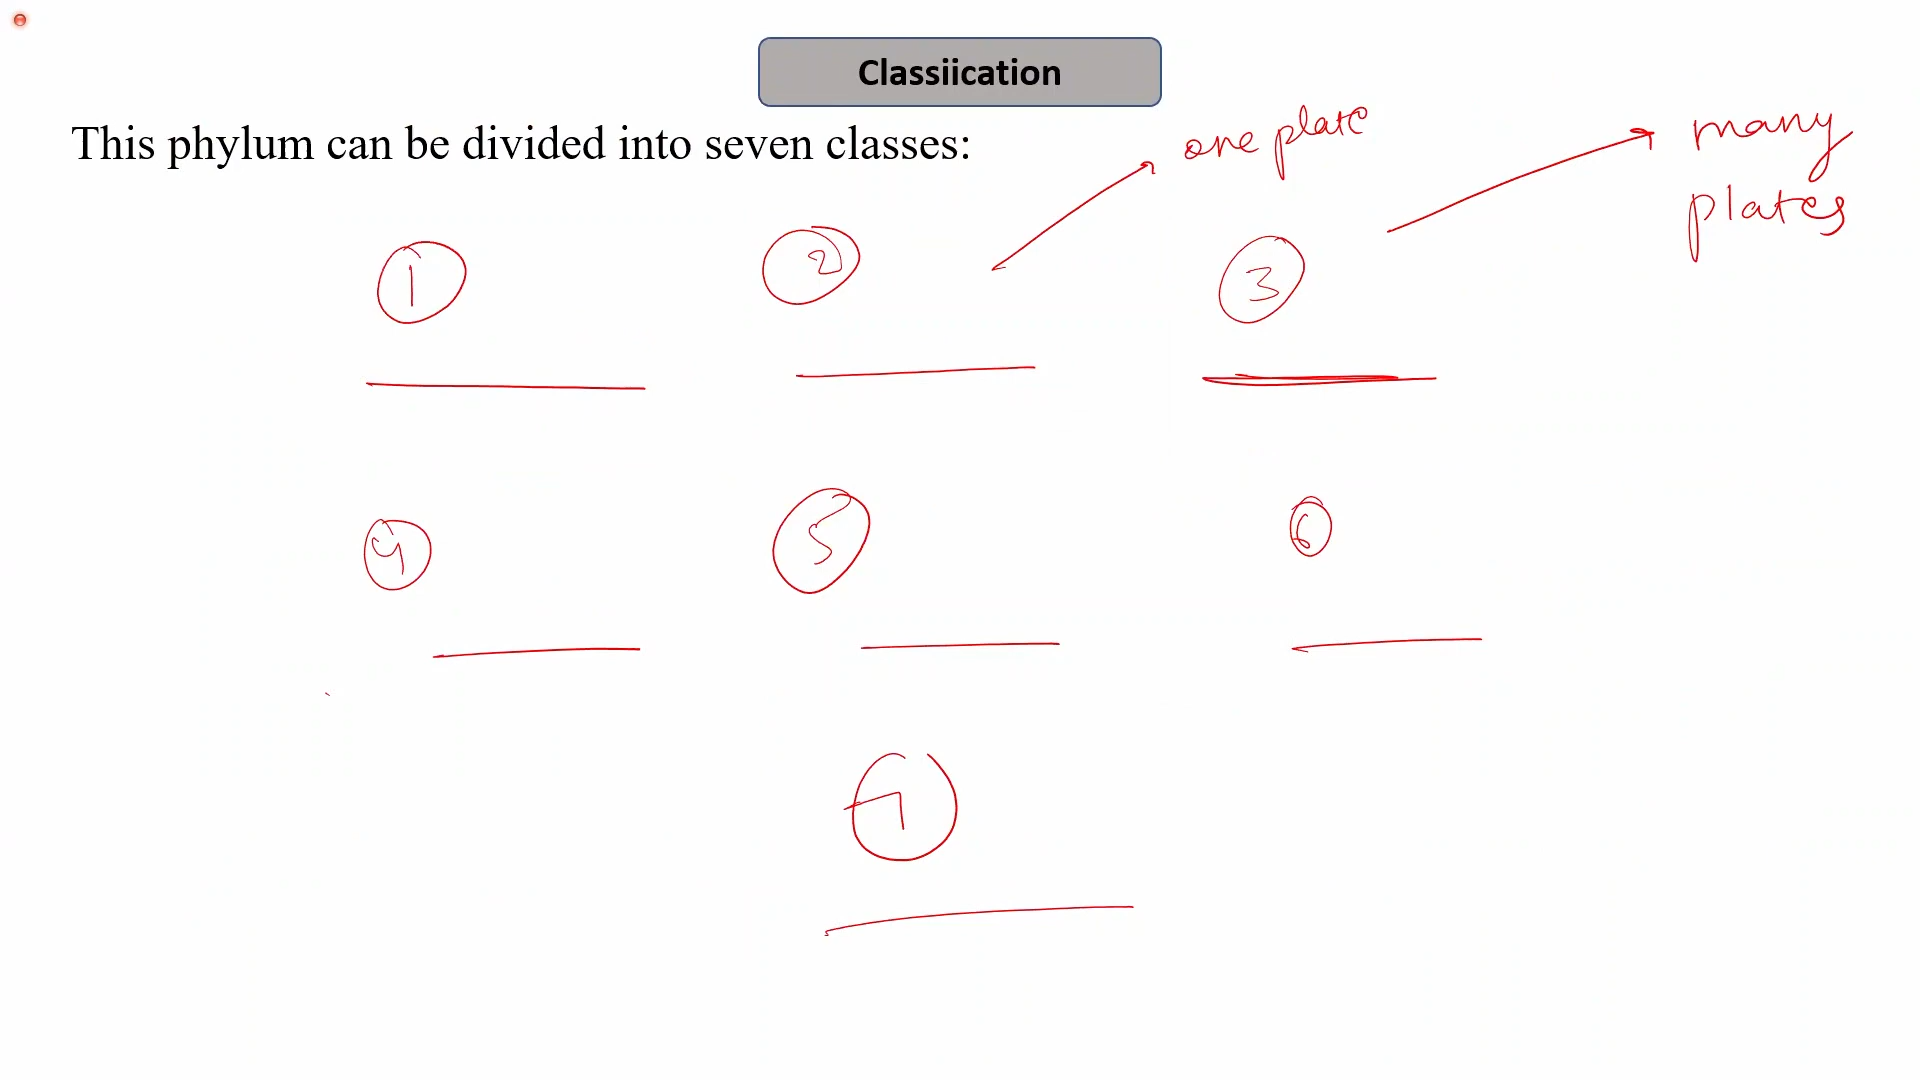 Classiication
This phylum can be divided into seven classes:
one plate
many
plates
1
2
3
4
5
6
7